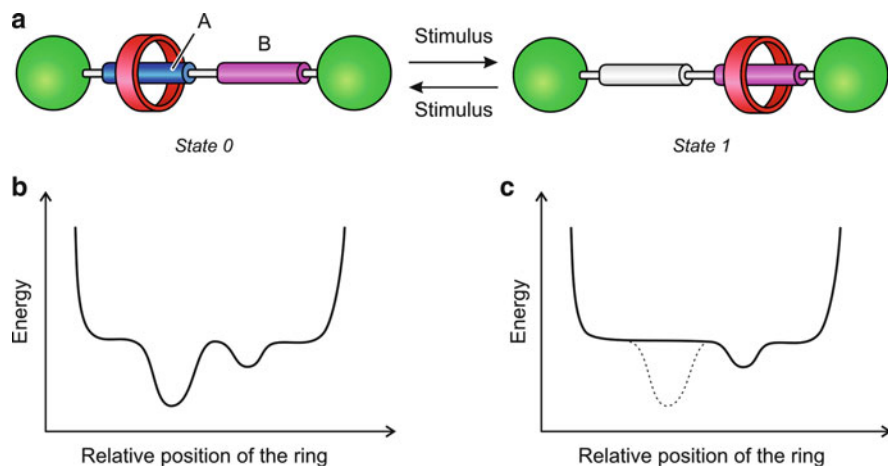 a
A
B
Stimulus
Stimulus
State 0
State 1
b
Energy
Relative position of the ring
c
Energy
Relative position of the ring